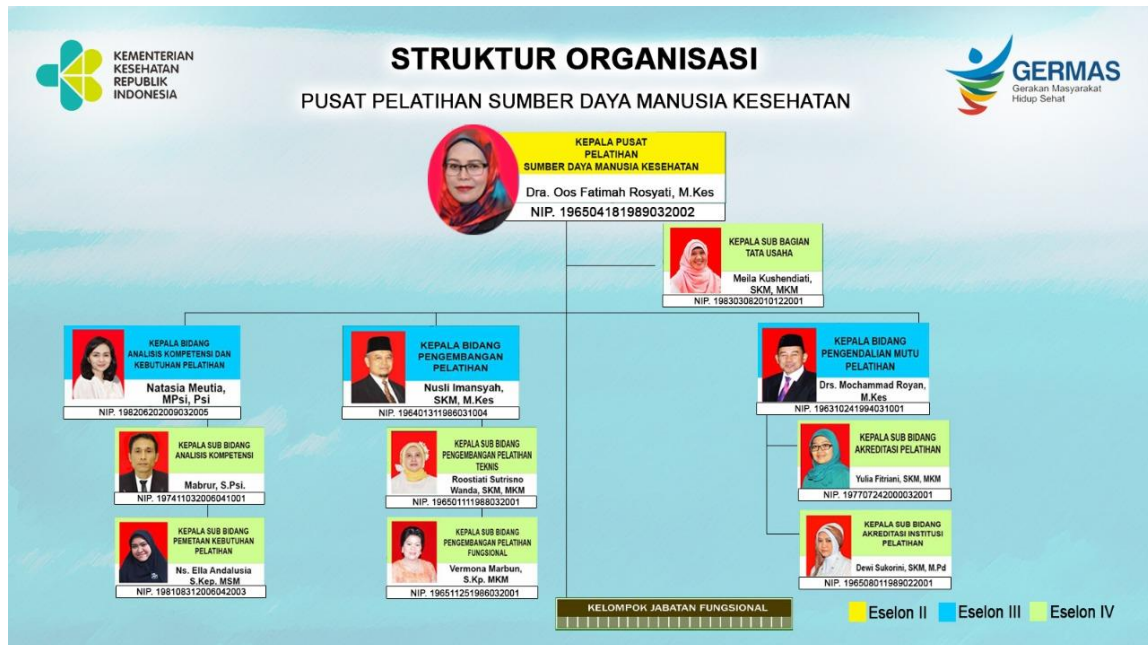 KEMENTERIAN
KESEHATAN
REPUBLIK
INDONESIA
STRUKTUR ORGANISASI
PUSAT PELATIHAN SUMBER DAYA MANUSIA KESEHATAN
GERMAS
Gerakan Masyarakat
Hidup Sehat
KEPALA PUSAT
PELATIHAN
SUMBER DAYA MANUSIA KESEHATAN
Dra. Oos Fatimah Rosyati, M.Kes
NIP. 196504181989032002
KEPALA SUB BAGIAN
TATA USAHA
Meila Kushendiati,
SKM, MKM
NIP. 198303082010122001
KEPALA BIDANG
ANALISIS KOMPETENSI DAN
KEBUTUHAN PELATIHAN
Natasia Meutia,
MPsi, Psi
NIP. 198206202009032005
KEPALA BIDANG
PENGEMBANGAN
PELATIHAN
Nusli Imansyah,
SKM, M.Kes
NIP. 196401311986031004
KEPALA BIDANG
PENGENDALIAN MUTU
PELATIHAN
Drs. Mochammad Royan,
M.Kes
NIP. 196310241994031001
KEPALA SUB BIDANG
ANALISIS KOMPETENSI
Mabrur, S.Psi.
NIP. 197411032006041001
KEPALA SUB BIDANG
PENGEMBANGAN PELATIHAN
TEKNIS
Roostiati Sutrisno
Wanda, SKM, MKM
NIP. 196501111988032001
KEPALA SUB BIDANG
AKREDITASI PELATIHAN
Yulia Fitriani, SKM, MKM
NIP. 197707242000032001
KEPALA SUB BIDANG
PEMETAAN KEBUTUHAN
PELATIHAN
Ns. Ella Andalusia
S.Kep, MSM
NIP. 198108312006042003
KEPALA SUB BIDANG
PENGEMBANGAN PELATIHAN
FUNGSIONAL
Vermona Marbun,
S.Kp. MKM
NIP. 196511251986032001
KEPALA SUB BIDANG
AKREDITASI INSTITUSI
PELATIHAN
Dewi Sukorini, SKM, M.Pd
NIP. 196508011989022001
KELOMPOK JABATAN FUNGSIONAL
Eselon II
Eselon III
Eselon IV